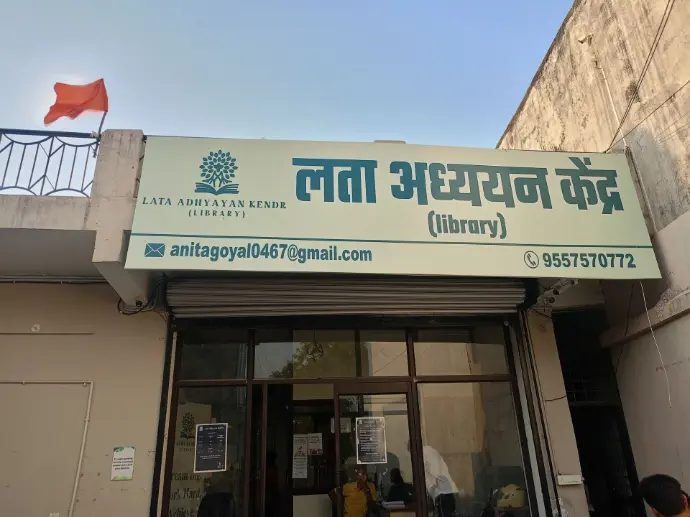 लता अध्ययन केंद्र
(library)
LATA ADHYAYAN KENDR
(LIBRARY)
anitagoyal0467@gmail.com
9557570772